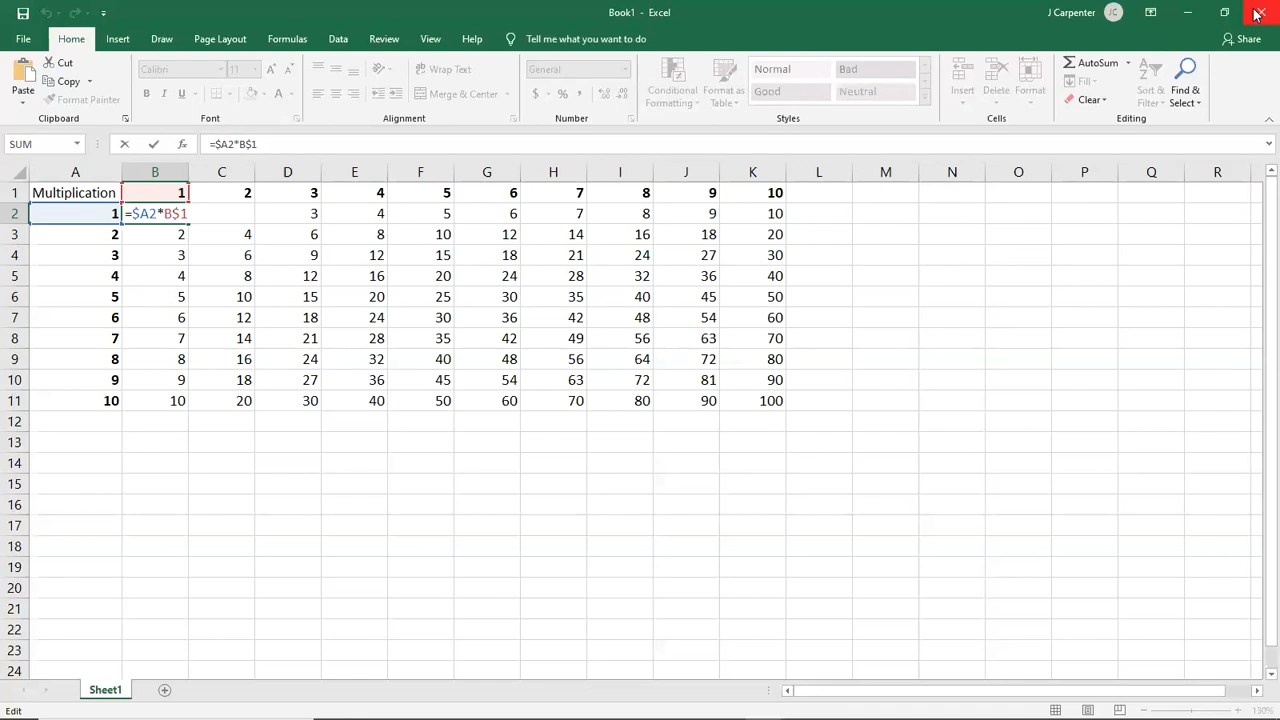 Book1 - Excel
J Carpenter
JC
File Home Insert Draw Page Layout Formulas Data Review View Help Tell me what you want to do
Share
Paste
Cut
Copy
Format Painter
Clipboard
Calibri 11
B I U
Font
Wrap Text
Merge & Center
Alignment
General
$ %
Number
Conditional Formatting
Format as Table
Normal Bad
Good Neutral
Styles
Insert Delete Format
Cells
AutoSum
Fill
Clear
Sort & Filter
Find & Select
Editing
SUM fx =$A2*B$1
A B C D E F G H I J K L M N O P Q R
1 Multiplication 1 2 3 4 5 6 7 8 9 10
2 1 =$A2*B$1 3 4 5 6 7 8 9 10
3 2 2 4 6 8 10 12 14 16 18 20
4 3 3 6 9 12 15 18 21 24 27 30
5 4 4 8 12 16 20 24 28 32 36 40
6 5 5 10 15 20 25 30 35 40 45 50
7 6 6 12 18 24 30 36 42 48 54 60
8 7 7 14 21 28 35 42 49 56 63 70
9 8 8 16 24 32 40 48 56 64 72 80
10 9 9 18 27 36 45 54 63 72 81 90
11 10 10 20 30 40 50 60 70 80 90 100
12
13
14
15
16
17
18
19
20
21
22
23
24
Sheet1
Edit
130%